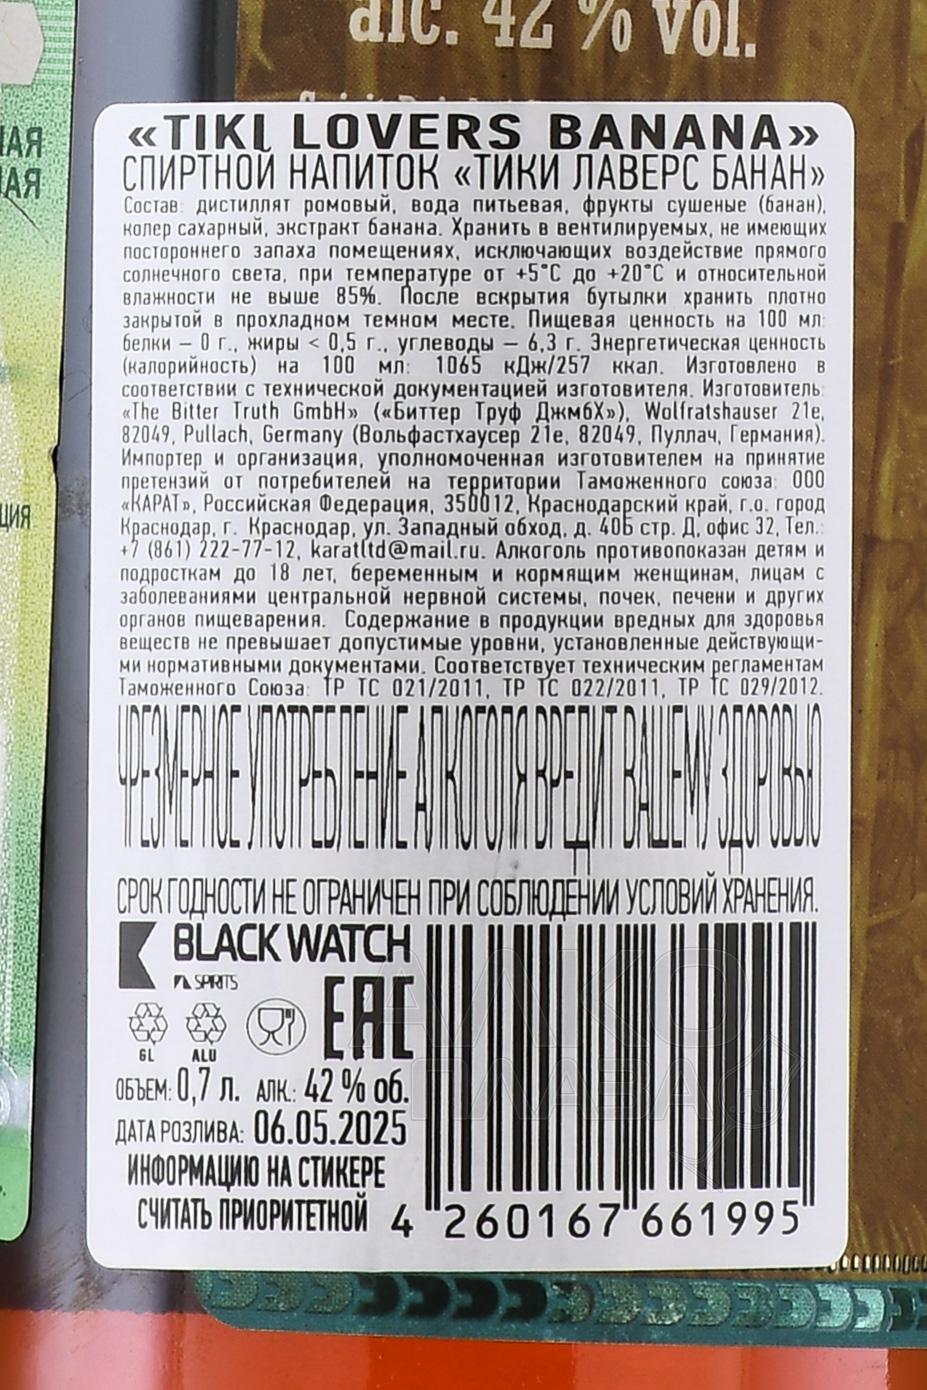 alc. 42 % vol.
«TIKI LOVERS BANANA»
СПИРТНОЙ НАПИТОК «ТИКИ ЛАВЕРС БАНАН»
Состав: дистиллят ромовый, вода питьевая, фрукты сушеные (банан),
колер сахарный, экстракт банана. Хранить в вентилируемых, не имеющих
постороннего запаха помещениях, исключающих воздействие прямого
солнечного света, при температуре от +5°С до +20°С и относительной
влажности не выше 85%. После вскрытия бутылки хранить плотно
закрытой в прохладном темном месте. Пищевая ценность на 100 мл:
белки – 0 г., жиры < 0,5 г., углеводы – 6,3 г. Энергетическая ценность
(калорийность) на 100 мл: 1065 кДж/257 ккал. Изготовлено в
соответствии с технической документацией изготовителя. Изготовитель:
«The Bitter Truth GmbH» («Биттер Труф ДжмбХ»), Wolfratshauser 21e,
82049, Pullach, Germany (Вольфастхаусер 21е, 82049, Пуллач, Германия).
Импортер и организация, уполномоченная изготовителем на принятие
претензий от потребителей на территории Таможенного союза: ООО
«КАРАТ», Российская Федерация, 350012, Краснодарский край, г.о. город
Краснодар, г. Краснодар, ул. Западный обход, д. 40Б стр. Д, офис 32, Тел.:
+7 (861) 222-77-12, karatltd@mail.ru. Алкоголь противопоказан детям и
подросткам до 18 лет, беременным и кормящим женщинам, лицам с
заболеваниями центральной нервной системы, почек, печени и других
органов пищеварения. Содержание в продукции вредных для здоровья
веществ не превышает допустимые уровни, установленные действующи-
ми нормативными документами. Соответствует техническим регламентам
Таможенного Союза: ТР ТС 021/2011, ТР ТС 022/2011, ТР ТС 029/2012.
ЧРЕЗМЕРНОЕ УПОТРЕБЛЕНИЕ АЛКОГОЛЯ ВРЕДИТ ВАШЕМУ ЗДОРОВЬЮ
СРОК ГОДНОСТИ НЕ ОГРАНИЧЕН ПРИ СОБЛЮДЕНИИ УСЛОВИЙ ХРАНЕНИЯ.
BLACK WATCH
SPIRITS
EAC
GL ALU
ОБЪЕМ: 0,7 л. АЛК.: 42 % об.
ДАТА РОЗЛИВА: 06.05.2025
ИНФОРМАЦИЮ НА СТИКЕРЕ
СЧИТАТЬ ПРИОРИТЕТНОЙ
4 260167 661995
АЛКО
ПЛАВА